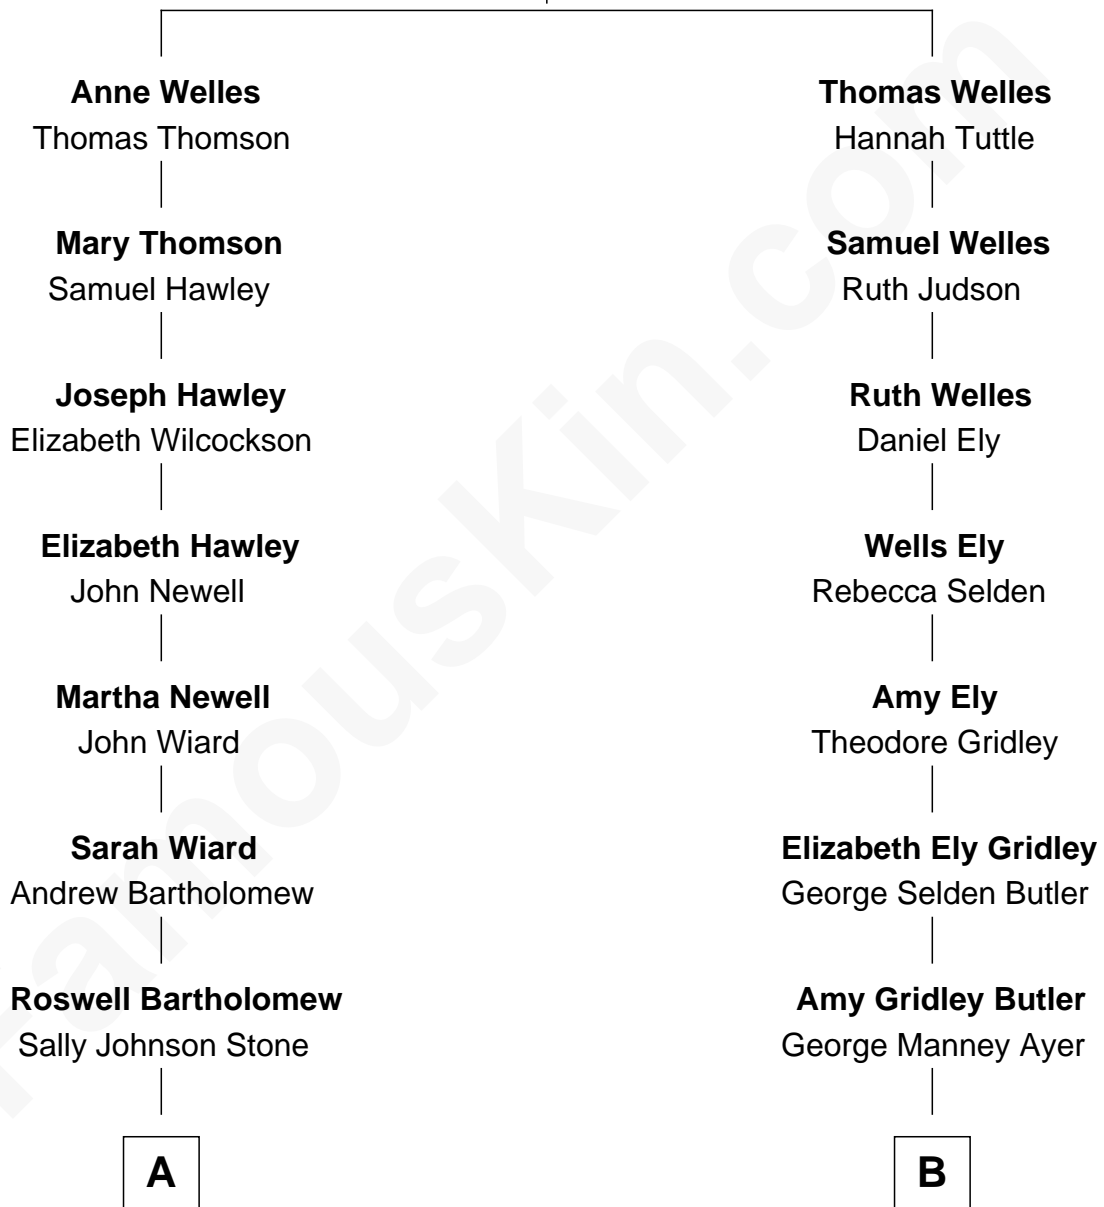 Anne Welles
Thomas Thomson
Mary Thomson
Samuel Hawley
Joseph Hawley
Elizabeth Wilcockson
Elizabeth Hawley
John Newell
Martha Newell
John Wiard
Sarah Wiard
Andrew Bartholomew
Roswell Bartholomew
Sally Johnson Stone
A
Thomas Welles
Hannah Tuttle
Samuel Welles
Ruth Judson
Ruth Welles
Daniel Ely
Wells Ely
Rebecca Selden
Amy Ely
Theodore Gridley
Elizabeth Ely Gridley
George Selden Butler
Amy Gridley Butler
George Manney Ayer
B
FamousKin.com